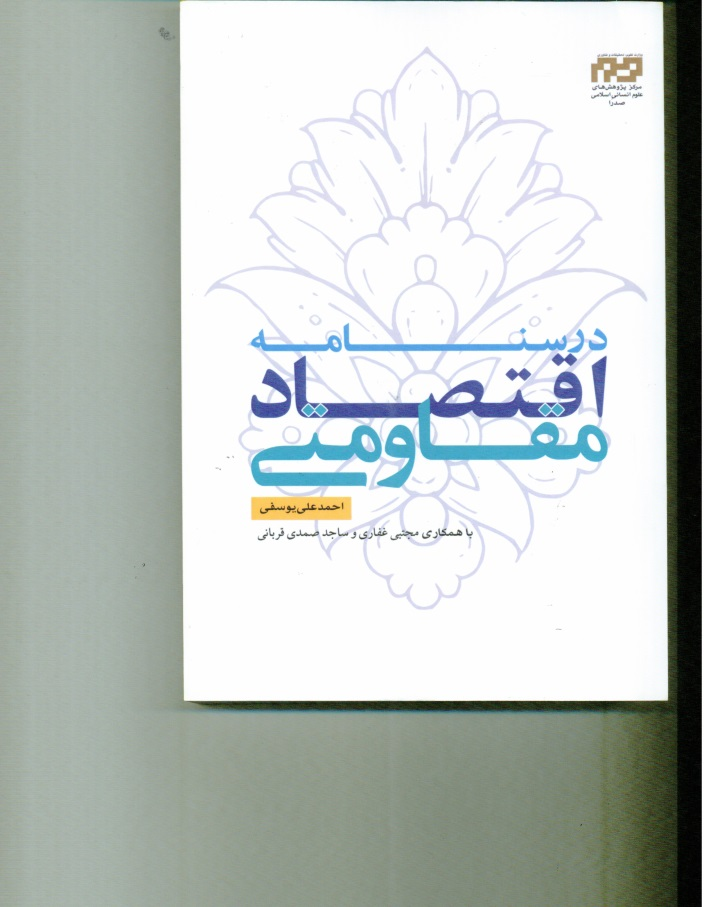 مرکز پژوهش‌های
علوم انسانی اسلامی
صدرا
درسنامه
اقتصاد
مقاومتی
احمدعلی یوسفی
با همکاری مجتبی غفاری و ساجد صمدی قربانی